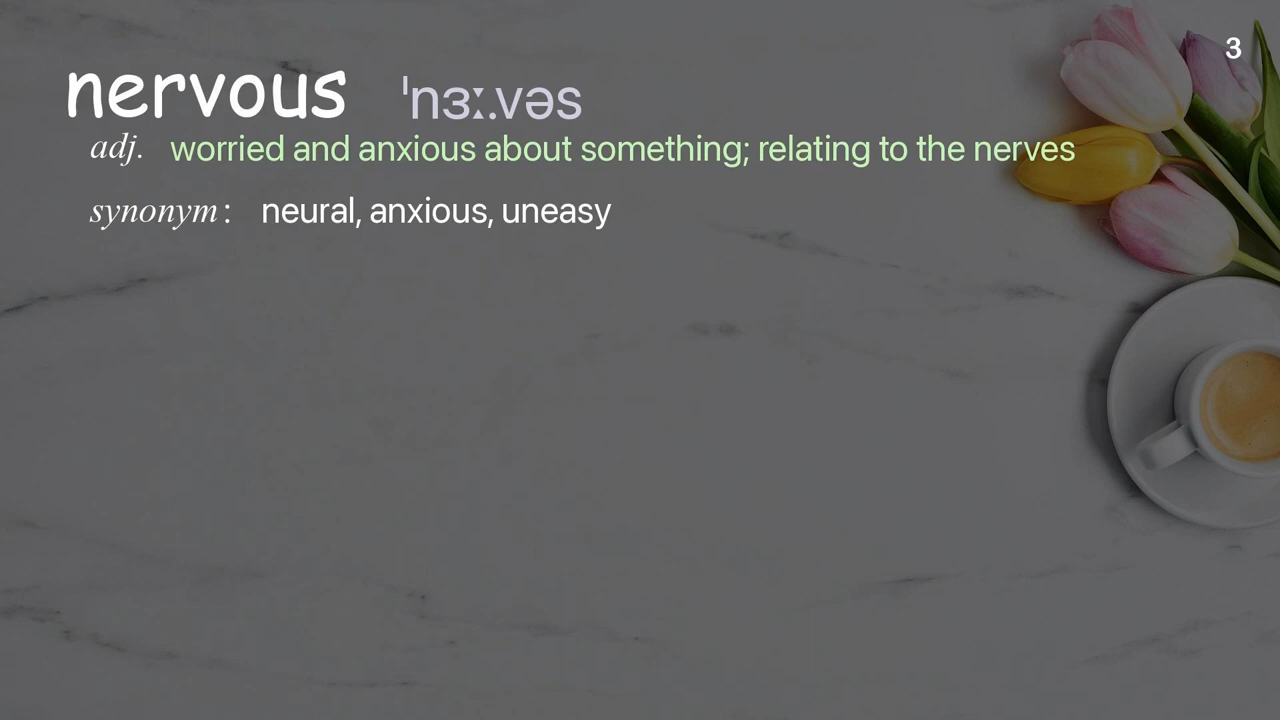 3
nervous ˈnɜː.vəs
adj. worried and anxious about something; relating to the nerves
synonym: neural, anxious, uneasy